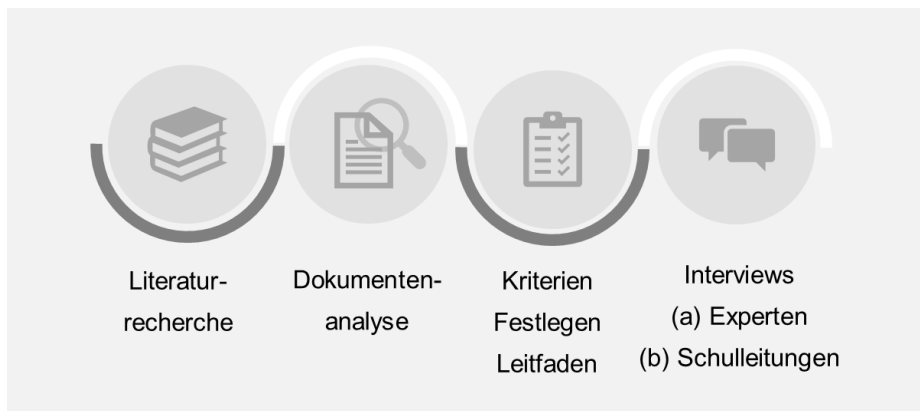 Literatur-
recherche
Dokumenten-
analyse
Kriterien
Festlegen
Leitfaden
Interviews
(a) Experten
(b) Schulleitungen